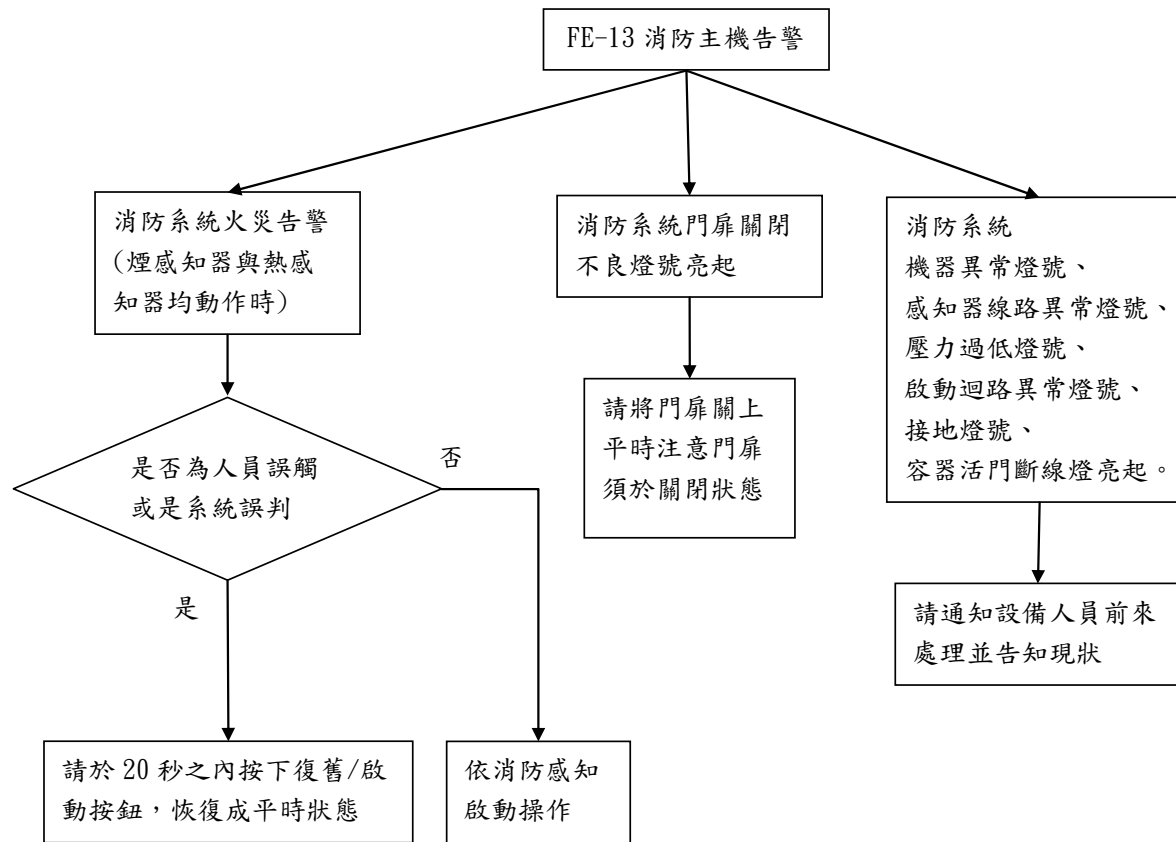 FE-13 消防主機告警
消防系統火災告警
(煙感知器與熱感
知器均動作時)
消防系統門扉關閉
不良燈號亮起
消防系統
機器異常燈號、
感知器線路異常燈號、
壓力過低燈號、
啟動迴路異常燈號、
接地燈號、
容器活門斷線燈亮起。
請將門扉關上
平時注意門扉
須於關閉狀態
是否為人員誤觸
或是系統誤判
否
是
請通知設備人員前來
處理並告知現狀
請於 20 秒之內按下復舊/啟
動按鈕，恢復成平時狀態
依消防感知
啟動操作